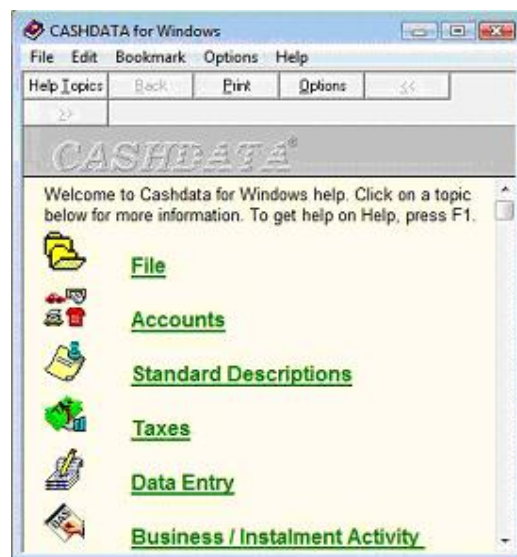 CASHDATA for Windows
File Edit Bookmark Options Help
Help Topics Back Print Options <<
>>
CASHDATA®
Welcome to Cashdata for Windows help. Click on a topic
below for more information. To get help on Help, press F1.
File
Accounts
Standard Descriptions
Taxes
Data Entry
Business / Instalment Activity